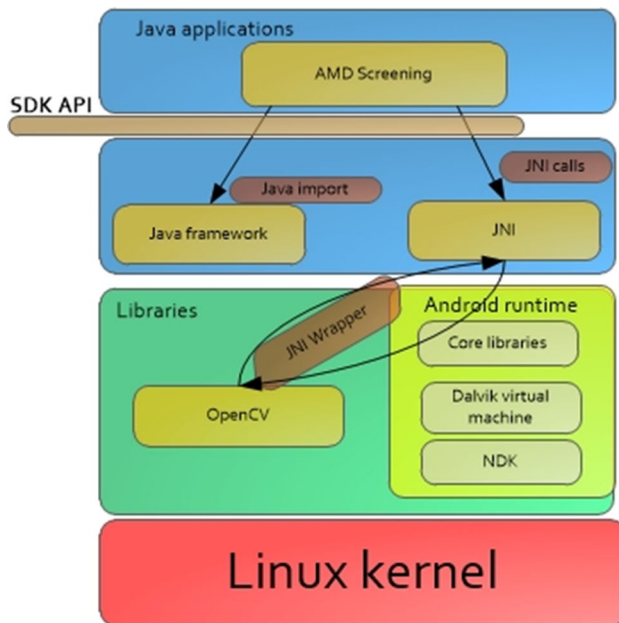 Java applications
AMD Screening
SDK API
JNI calls
Java import
Java framework
JNI
Libraries
Android runtime
JNI Wrapper
Core libraries
Dalvik virtual
machine
OpenCV
NDK
Linux kernel